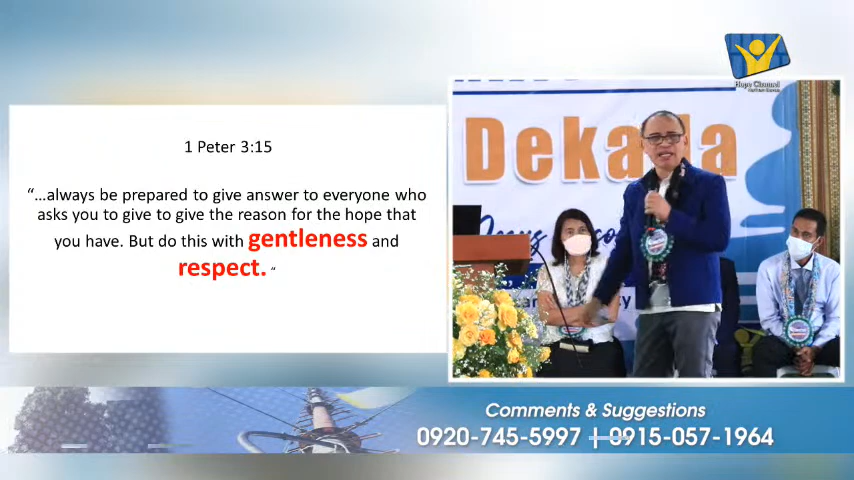 Hope Channel
1 Peter 3:15
“...always be prepared to give answer to everyone who
asks you to give to give the reason for the hope that
you have. But do this with gentleness and
respect. “
Dekada
Comments & Suggestions
0920-745-5997 | 0915-057-1964